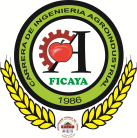 CARRERA DE INGENIERIA AGROINDUSTRIAL
FICAYA
1986